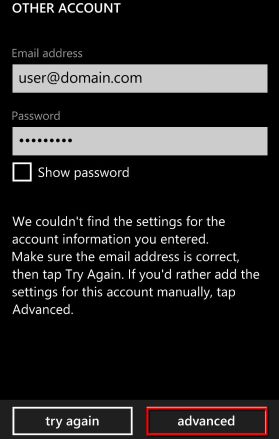 OTHER ACCOUNT
Email address
user@domain.com
Password
•••••••••
Show password
We couldn't find the settings for the
account information you entered.
Make sure the email address is correct,
then tap Try Again. If you'd rather add the
settings for this account manually, tap
Advanced.
try again
advanced